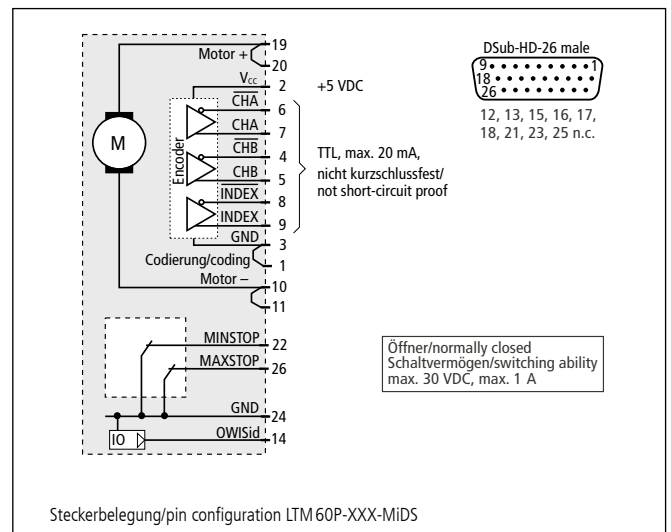 Motor + 19
20
Vcc 2 +5 VDC
CHA 6
CHA 7
CHB 4
CHB 5
INDEX 8
INDEX 9
GND 3
Codierung/coding 1
Motor – 10
11
M
Encoder
TTL, max. 20 mA,
nicht kurzschlussfest/
not short-circuit proof
MINSTOP 22
MAXSTOP 26
GND 24
IO OWISid 14
DSub-HD-26 male
9 1
18
26
12, 13, 15, 16, 17,
18, 21, 23, 25 n.c.
Öffner/normally closed
Schaltvermögen/switching ability
max. 30 VDC, max. 1 A
Steckerbelegung/pin configuration LTM 60P-XXX-MiDS